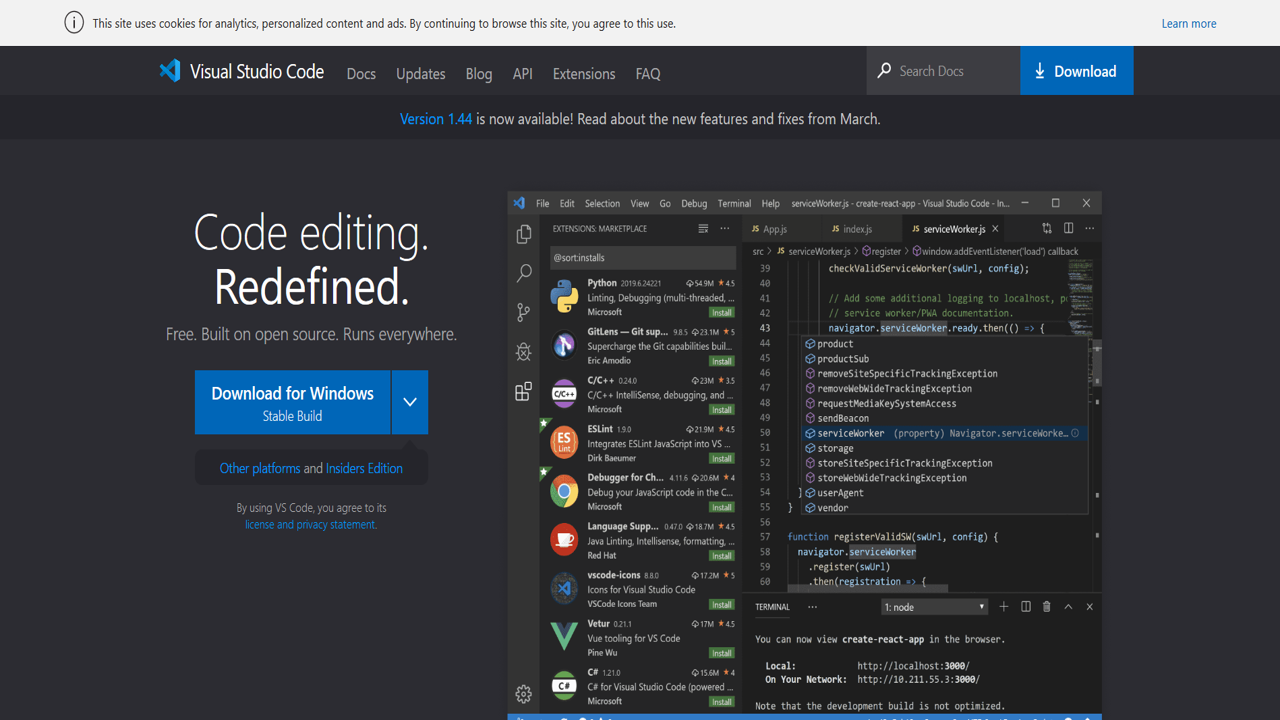 This site uses cookies for analytics, personalized content and ads. By continuing to browse this site, you agree to this use.
Learn more
Visual Studio Code
Docs
Updates
Blog
API
Extensions
FAQ
Search Docs
Download
Version 1.44 is now available! Read about the new features and fixes from March.
Code editing.
Redefined.
Free. Built on open source. Runs everywhere.
Download for Windows
Stable Build
Other platforms and Insiders Edition
By using VS Code, you agree to its
license and privacy statement.
File Edit Selection View Go Debug Terminal Help serviceWorker.js - create-react-app - Visual Studio Code - In...
EXTENSIONS: MARKETPLACE
@sort:installs
Python 2019.6.24221 54.9M 4.5
Linting, Debugging (multi-threaded, ...
Microsoft Install
GitLens — Git sup... 9.8.5 23.1M 5
Supercharge the Git capabilities buil...
Eric Amodio Install
C/C++ 0.24.0 23M 3.5
C/C++ IntelliSense, debugging, and ...
Microsoft Install
ESLint 1.9.0 21.9M 4.5
Integrates ESLint JavaScript into VS ...
Dirk Baeumer Install
Debugger for Ch... 4.11.6 20.6M 4
Debug your JavaScript code in the C...
Microsoft Install
Language Supp... 0.47.0 18.7M 4.5
Java Linting, Intellisense, formatting, ...
Red Hat Install
vscode-icons 8.8.0 17.2M 5
Icons for Visual Studio Code
VSCode Icons Team Install
Vetur 0.21.1 17M 4.5
Vue tooling for VS Code
Pine Wu Install
C# 1.21.0 15.6M 4
C# for Visual Studio Code (powered ...
Microsoft Install
JS App.js JS index.js JS serviceWorker.js
src > JS serviceWorker.js > register > window.addEventListener('load') callback
39 checkValidServiceWorker(swUrl, config);
40
41 // Add some additional logging to localhost,
42 // service worker/PWA documentation.
43 navigator.serviceWorker.ready.then(() => {
44 product
45 productSub
46 removeSiteSpecificTrackingException
47 removeWebWideTrackingException
48 requestMediaKeySystemAccess
49 sendBeacon
50 serviceWorker (property) Navigator.serviceWorke...
51 storage
52 storeSiteSpecificTrackingException
53 storeWebWideTrackingException
54 ] userAgent
55 } vendor
56
57 function registerValidSW(swUrl, config) {
58 navigator.serviceWorker
59 .register(swUrl)
60 .then(registration => {
TERMINAL ... 1: node
You can now view create-react-app in the browser.
Local: http://localhost:3000/
On Your Network: http://10.211.55.3:3000/
Note that the development build is not optimized.